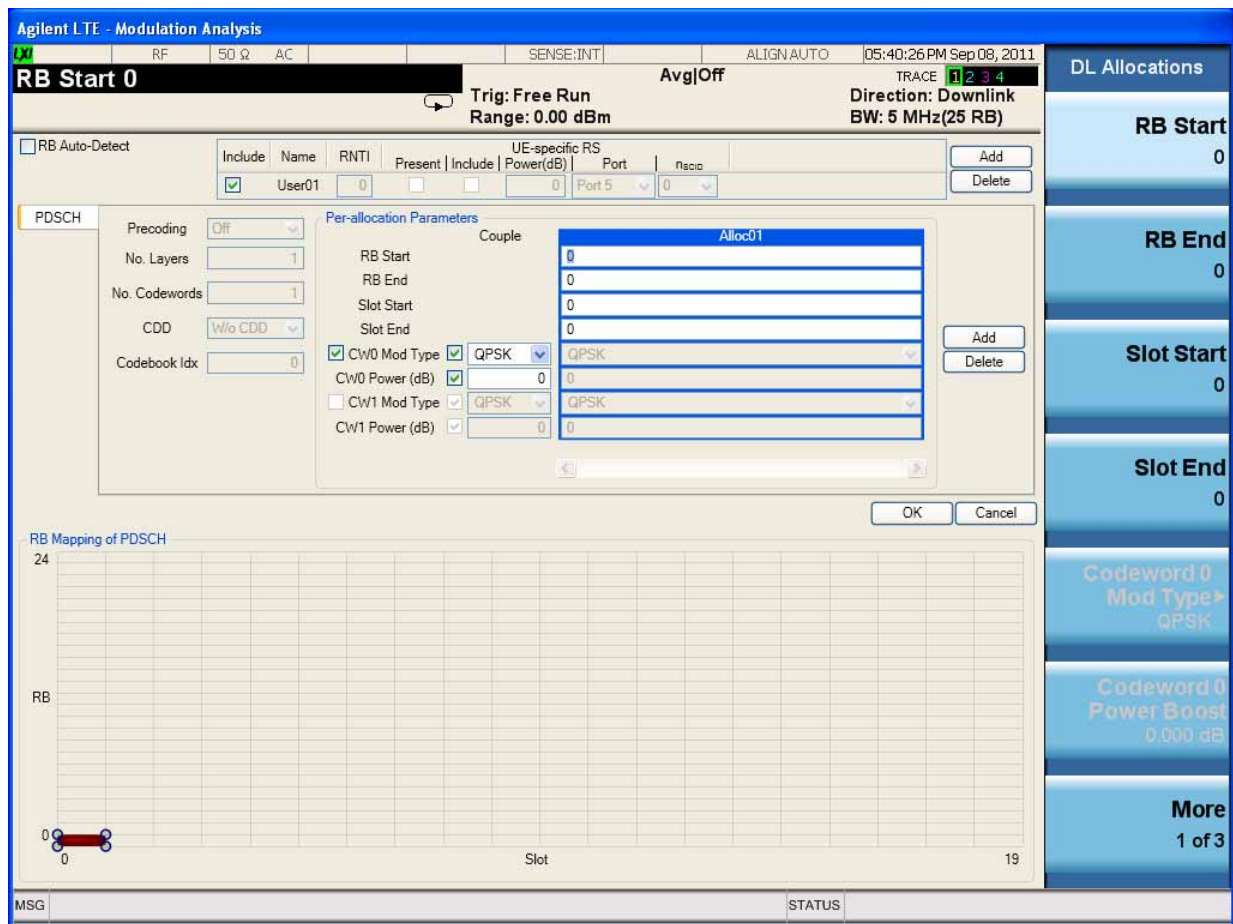 Agilent LTE - Modulation Analysis
LXI RF 50 Ω AC SENSE:INT ALIGN AUTO 05:40:26 PM Sep 08, 2011
RB Start 0
Avg|Off
TRACE 1 2 3 4
Trig: Free Run
Direction: Downlink
Range: 0.00 dBm
BW: 5 MHz(25 RB)
RB Auto-Detect
UE-specific RS
Include Name RNTI Present Include Power(dB) Port nSCID
User01 0 0 Port 5 0
Add
Delete
PDSCH
Precoding Off
No. Layers 1
No. Codewords 1
CDD W/o CDD
Codebook Idx 0
Per-allocation Parameters
Couple Alloc01
RB Start 0
RB End 0
Slot Start 0
Slot End 0
CW0 Mod Type QPSK QPSK
CW0 Power (dB) 0 0
CW1 Mod Type QPSK QPSK
CW1 Power (dB) 0 0
Add
Delete
OK Cancel
RB Mapping of PDSCH
24
RB
0
0 Slot 19
MSG STATUS
DL Allocations
RB Start
0
RB End
0
Slot Start
0
Slot End
0
Codeword 0
Mod Type
QPSK
Codeword 0
Power Boost
0.000 dB
More
1 of 3